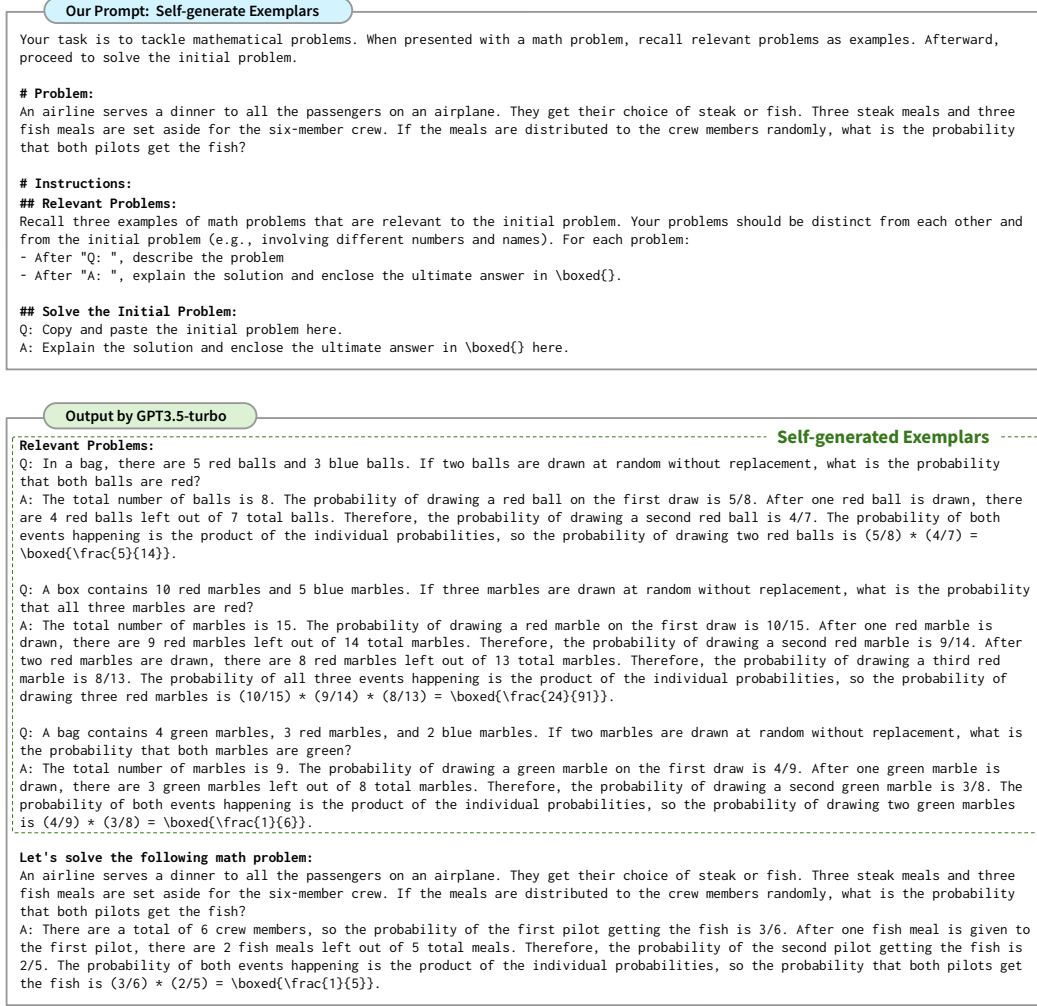 Our Prompt: Self-generate Exemplars
Your task is to tackle mathematical problems. When presented with a math problem, recall relevant problems as examples. Afterward,
proceed to solve the initial problem.
# Problem:
An airline serves a dinner to all the passengers on an airplane. They get their choice of steak or fish. Three steak meals and three
fish meals are set aside for the six-member crew. If the meals are distributed to the crew members randomly, what is the probability
that both pilots get the fish?
# Instructions:
## Relevant Problems:
Recall three examples of math problems that are relevant to the initial problem. Your problems should be distinct from each other and
from the initial problem (e.g., involving different numbers and names). For each problem:
- After "Q: ", describe the problem
- After "A: ", explain the solution and enclose the ultimate answer in \boxed{}.
## Solve the Initial Problem:
Q: Copy and paste the initial problem here.
A: Explain the solution and enclose the ultimate answer in \boxed{} here.
Output by GPT3.5-turbo
Self-generated Exemplars
Relevant Problems:
Q: In a bag, there are 5 red balls and 3 blue balls. If two balls are drawn at random without replacement, what is the probability
that both balls are red?
A: The total number of balls is 8. The probability of drawing a red ball on the first draw is 5/8. After one red ball is drawn, there
are 4 red balls left out of 7 total balls. Therefore, the probability of drawing a second red ball is 4/7. The probability of both
events happening is the product of the individual probabilities, so the probability of drawing two red balls is (5/8) * (4/7) =
\boxed{\frac{5}{14}}.
Q: A box contains 10 red marbles and 5 blue marbles. If three marbles are drawn at random without replacement, what is the probability
that all three marbles are red?
A: The total number of marbles is 15. The probability of drawing a red marble on the first draw is 10/15. After one red marble is
drawn, there are 9 red marbles left out of 14 total marbles. Therefore, the probability of drawing a second red marble is 9/14. After
two red marbles are drawn, there are 8 red marbles left out of 13 total marbles. Therefore, the probability of drawing a third red
marble is 8/13. The probability of all three events happening is the product of the individual probabilities, so the probability of
drawing three red marbles is (10/15) * (9/14) * (8/13) = \boxed{\frac{24}{91}}.
Q: A bag contains 4 green marbles, 3 red marbles, and 2 blue marbles. If two marbles are drawn at random without replacement, what is
the probability that both marbles are green?
A: The total number of marbles is 9. The probability of drawing a green marble on the first draw is 4/9. After one green marble is
drawn, there are 3 green marbles left out of 8 total marbles. Therefore, the probability of drawing a second green marble is 3/8. The
probability of both events happening is the product of the individual probabilities, so the probability of drawing two green marbles
is (4/9) * (3/8) = \boxed{\frac{1}{6}}.
Let's solve the following math problem:
An airline serves a dinner to all the passengers on an airplane. They get their choice of steak or fish. Three steak meals and three
fish meals are set aside for the six-member crew. If the meals are distributed to the crew members randomly, what is the probability
that both pilots get the fish?
A: There are a total of 6 crew members, so the probability of the first pilot getting the fish is 3/6. After one fish meal is given to
the first pilot, there are 2 fish meals left out of 5 total meals. Therefore, the probability of the second pilot getting the fish is
2/5. The probability of both events happening is the product of the individual probabilities, so the probability that both pilots get
the fish is (3/6) * (2/5) = \boxed{\frac{1}{5}}.